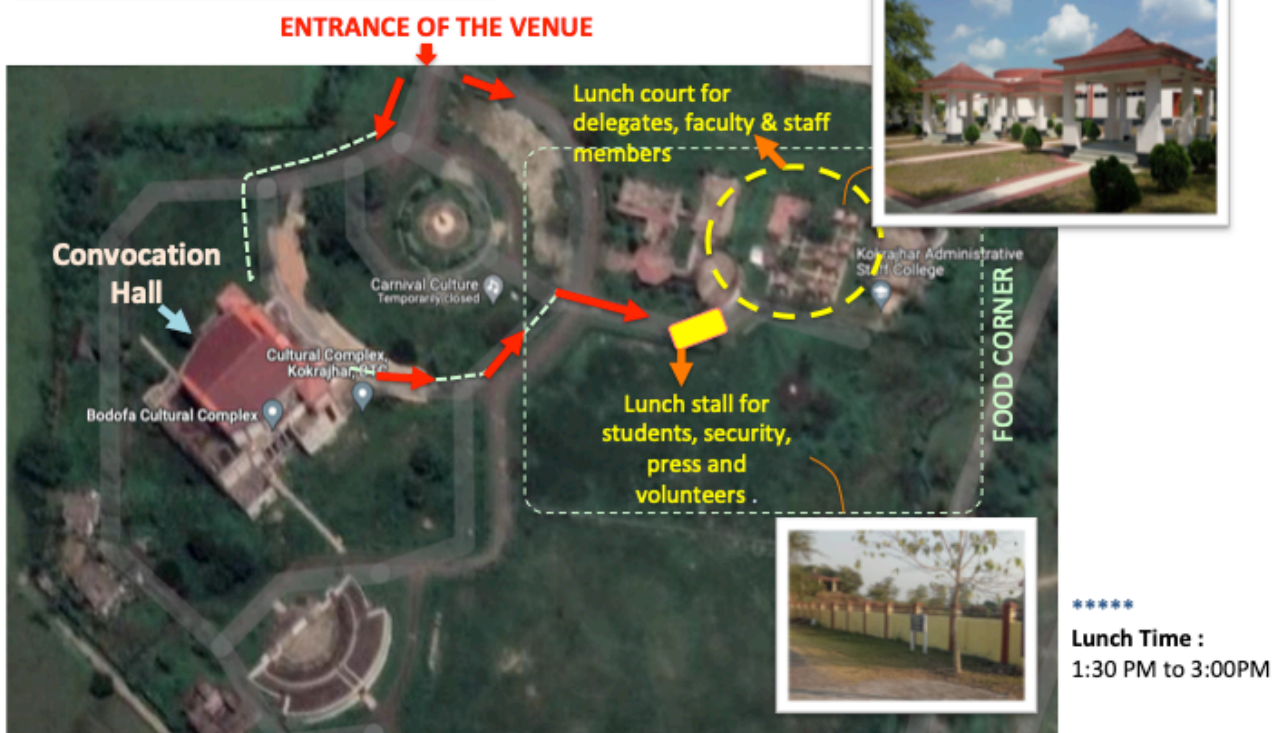 ENTRANCE OF THE VENUE
Lunch court for
delegates, faculty & staff
members
Convocation
Hall
Carnival Culture
Temporarily closed
Kokrajhar Administrative
Staff College
FOOD CORNER
Cultural Complex,
Kokrajhar, BTC
Bodofa Cultural Complex
Lunch stall for
students, security,
press and
volunteers .
*****
Lunch Time :
1:30 PM to 3:00PM